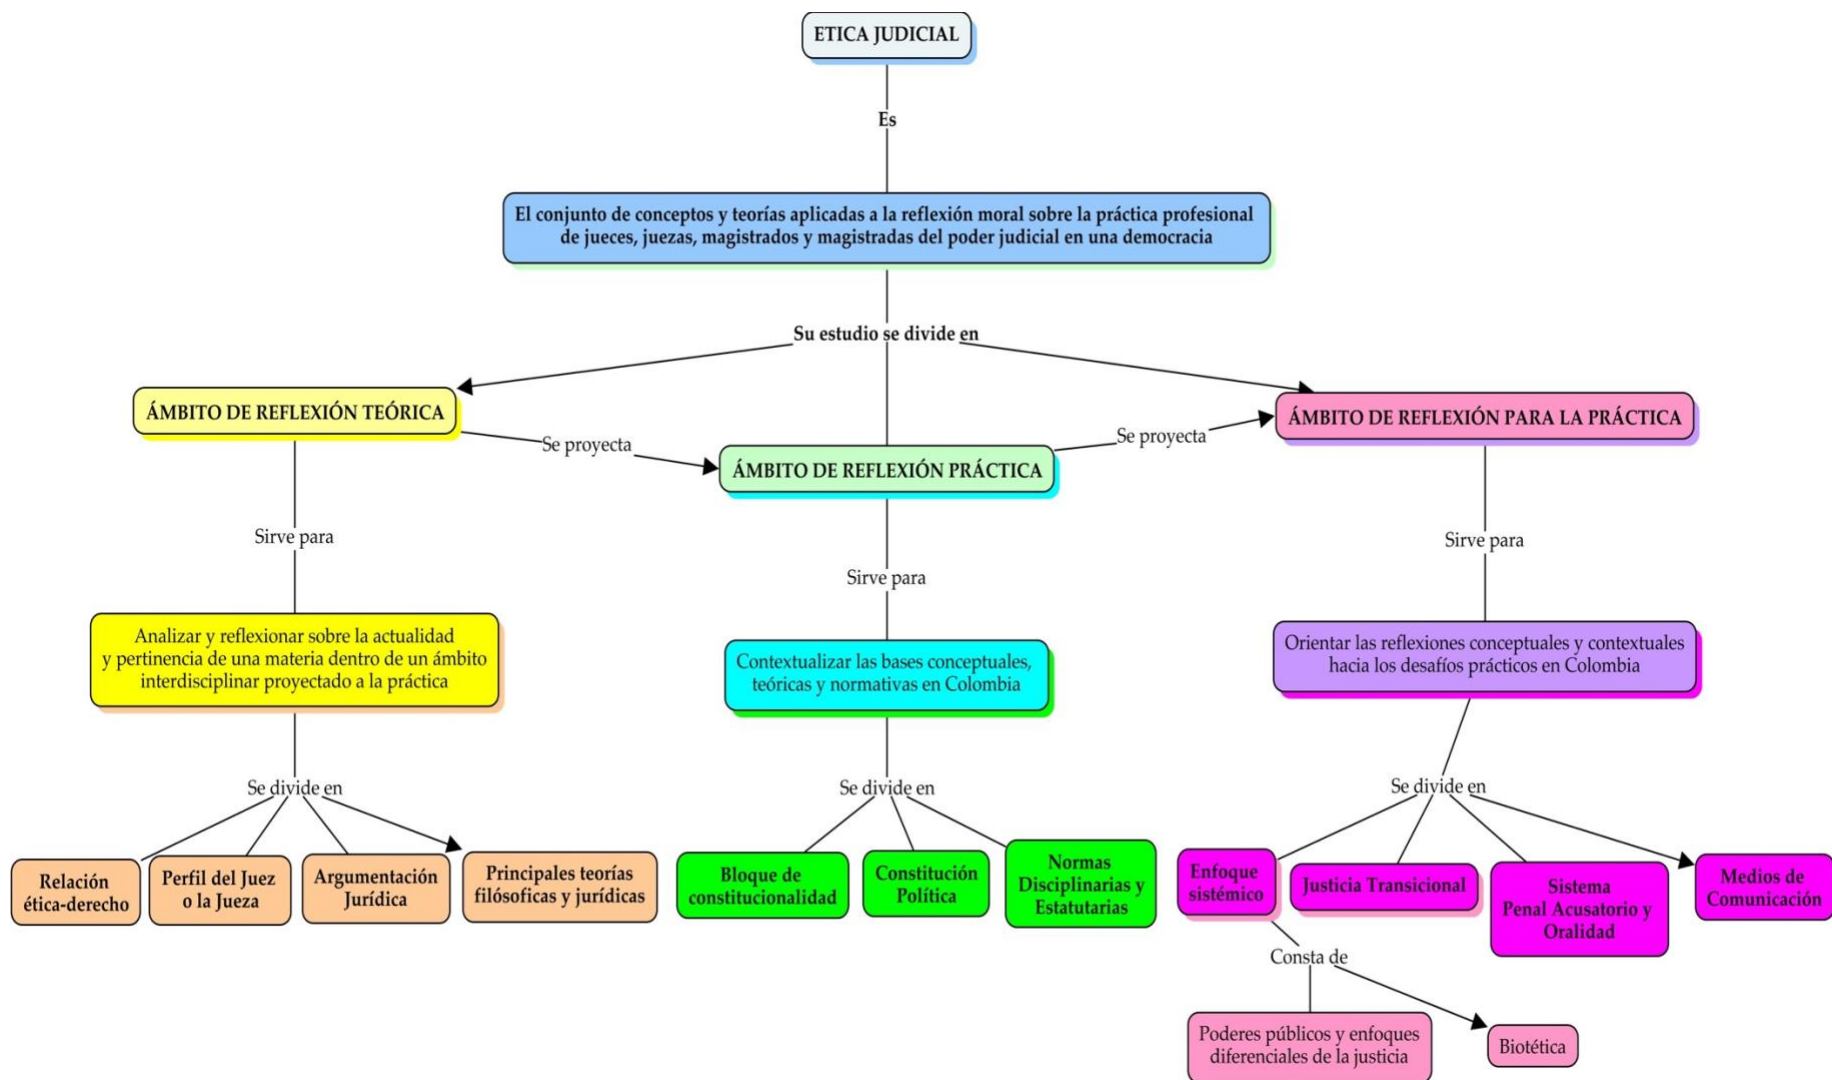 ETICA JUDICIAL
Es
El conjunto de conceptos y teorías aplicadas a la reflexión moral sobre la práctica profesional
de jueces, juezas, magistrados y magistradas del poder judicial en una democracia
Su estudio se divide en
ÁMBITO DE REFLEXIÓN TEÓRICA
Se proyecta
ÁMBITO DE REFLEXIÓN PRÁCTICA
Se proyecta
ÁMBITO DE REFLEXIÓN PARA LA PRÁCTICA
Sirve para
Analizar y reflexionar sobre la actualidad
y pertinencia de una materia dentro de un ámbito
interdisciplinar proyectado a la práctica
Se divide en
Relación
ética-derecho
Perfil del Juez
o la Jueza
Argumentación
Jurídica
Principales teorías
filósoficas y jurídicas
Sirve para
Contextualizar las bases conceptuales,
teóricas y normativas en Colombia
Se divide en
Bloque de
constitucionalidad
Constitución
Política
Normas
Disciplinarias y
Estatutarias
Sirve para
Orientar las reflexiones conceptuales y contextuales
hacia los desafíos prácticos en Colombia
Se divide en
Enfoque
sistémico
Justicia Transicional
Sistema
Penal Acusatorio y
Oralidad
Medios de
Comunicación
Consta de
Poderes públicos y enfoques
diferenciales de la justicia
Biotética